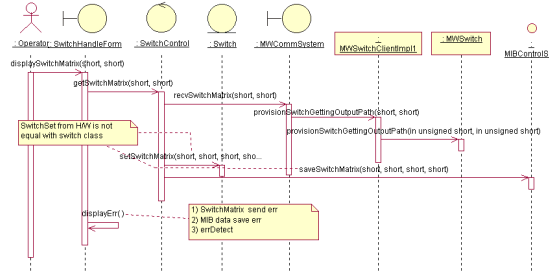 : Operator
: SwitchHandleForm
: SwitchControl
: Switch
: MWCommSystem
:
MWSwitchClientImpl1
: MWSwitch
: MIBControlS
displaySwitchMatrix(short, short)
getSwitchMatrix(short, short)
recvSwitchMatrix(short, short)
provisionSwitchGettingOutputPath(short, short)
SwitchSet from H/W is not
equal with switch class
provisionSwitchGettingOutoutPath(in unsigned short, in unsigned short)
setSwitchMatrix(short, short, short, sho...
saveSwitchMatrix(short, short, short, short)
displayErr( )
1) SwitchMatrix send err
2) MIB data save err
3) errDetect